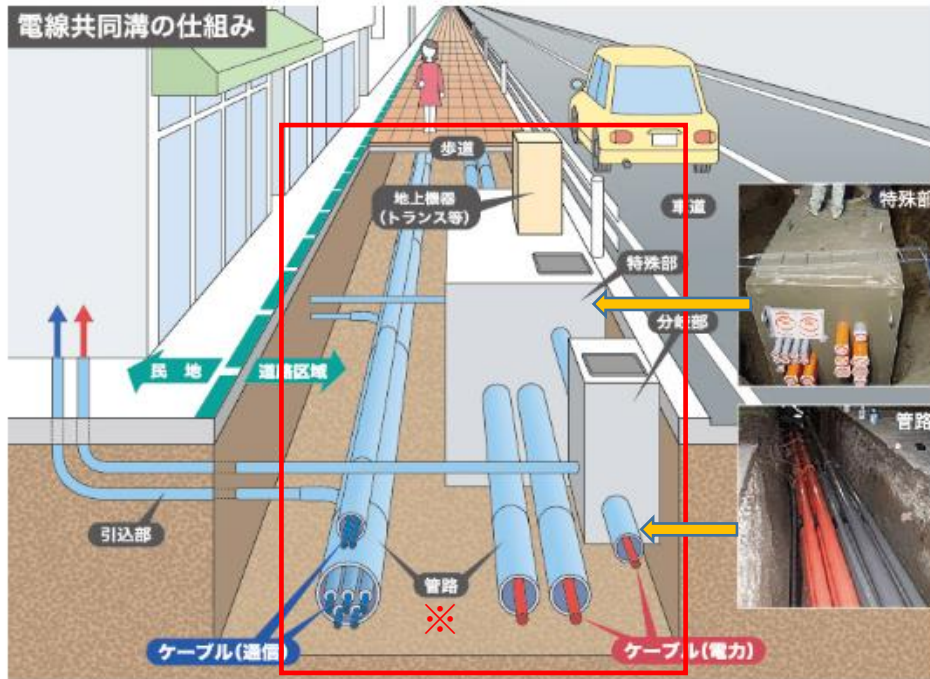 電線共同溝の仕組み
歩道
地上機器
(トランス等)
車道
特殊部
特殊部
分岐部
民地
道路区域
管路
引込部
管路
※
ケーブル(通信)
ケーブル(電力)